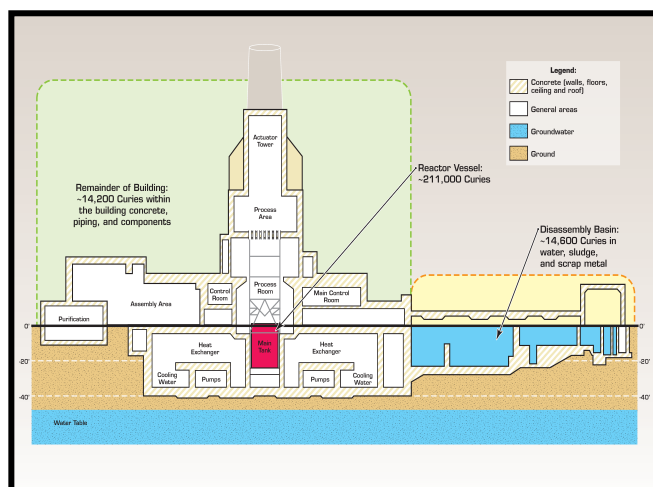 Legend:
Concrete (walls, floors,
ceiling and roof)
General areas
Groundwater
Ground
Actuator
Tower
Reactor Vessel:
~211,000 Curies
Remainder of Building:
~14,200 Curies within
the building concrete,
piping, and components
Process
Area
Disassembly Basin:
~14,600 Curies in
water, sludge,
and scrap metal
Process
Room
Control
Room
Main Control
Room
Assembly Area
Purification
0'
0'
Heat
Exchanger
Main
Tank
Heat
Exchanger
-20'
-20'
Cooling
Water
Pumps
Pumps
Cooling
Water
-40'
-40'
Water Table